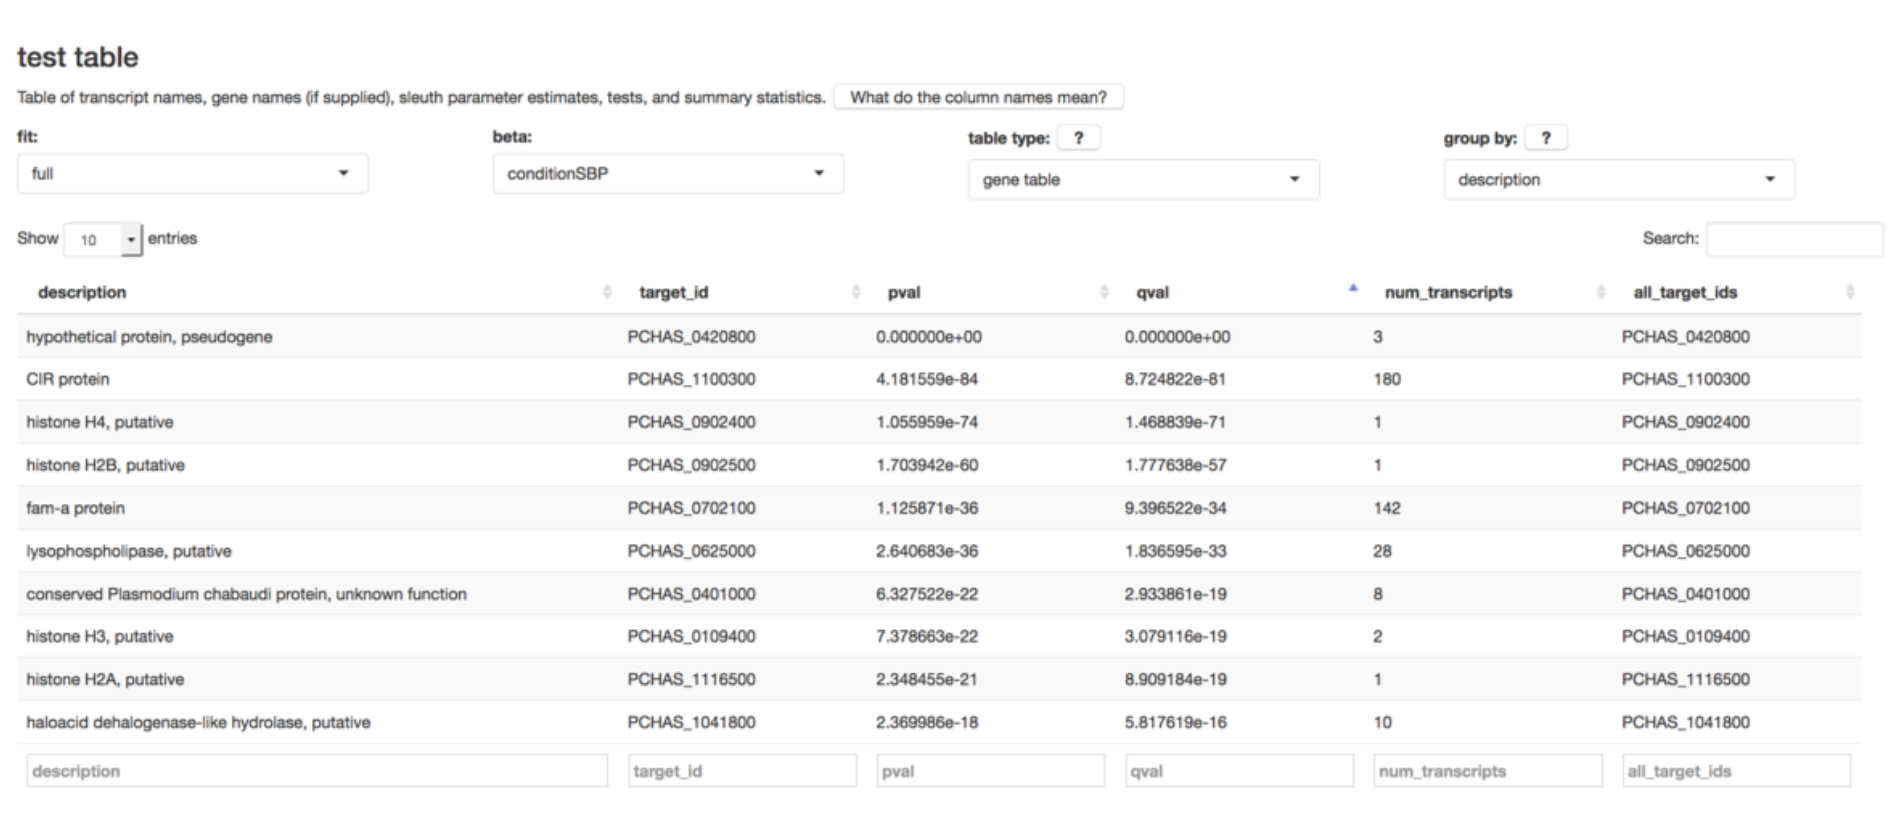 test table
Table of transcript names, gene names (if supplied), sleuth parameter estimates, tests, and summary statistics. What do the column names mean?
fit: beta: table type: ? group by: ?
full conditionSBP gene table description
Show 10 entries Search:
description target_id pval qval num_transcripts all_target_ids
hypothetical protein, pseudogene PCHAS_0420800 0.000000e+00 0.000000e+00 3 PCHAS_0420800
CIR protein PCHAS_1100300 4.181559e-84 8.724822e-81 180 PCHAS_1100300
histone H4, putative PCHAS_0902400 1.055959e-74 1.468839e-71 1 PCHAS_0902400
histone H2B, putative PCHAS_0902500 1.703942e-60 1.777638e-57 1 PCHAS_0902500
fam-a protein PCHAS_0702100 1.125871e-36 9.396522e-34 142 PCHAS_0702100
lysophospholipase, putative PCHAS_0625000 2.640683e-36 1.836595e-33 28 PCHAS_0625000
conserved Plasmodium chabaudi protein, unknown function PCHAS_0401000 6.327522e-22 2.933861e-19 8 PCHAS_0401000
histone H3, putative PCHAS_0109400 7.378663e-22 3.079116e-19 2 PCHAS_0109400
histone H2A, putative PCHAS_1116500 2.348455e-21 8.909184e-19 1 PCHAS_1116500
haloacid dehalogenase-like hydrolase, putative PCHAS_1041800 2.369986e-18 5.817619e-16 10 PCHAS_1041800
description target_id pval qval num_transcripts all_target_ids